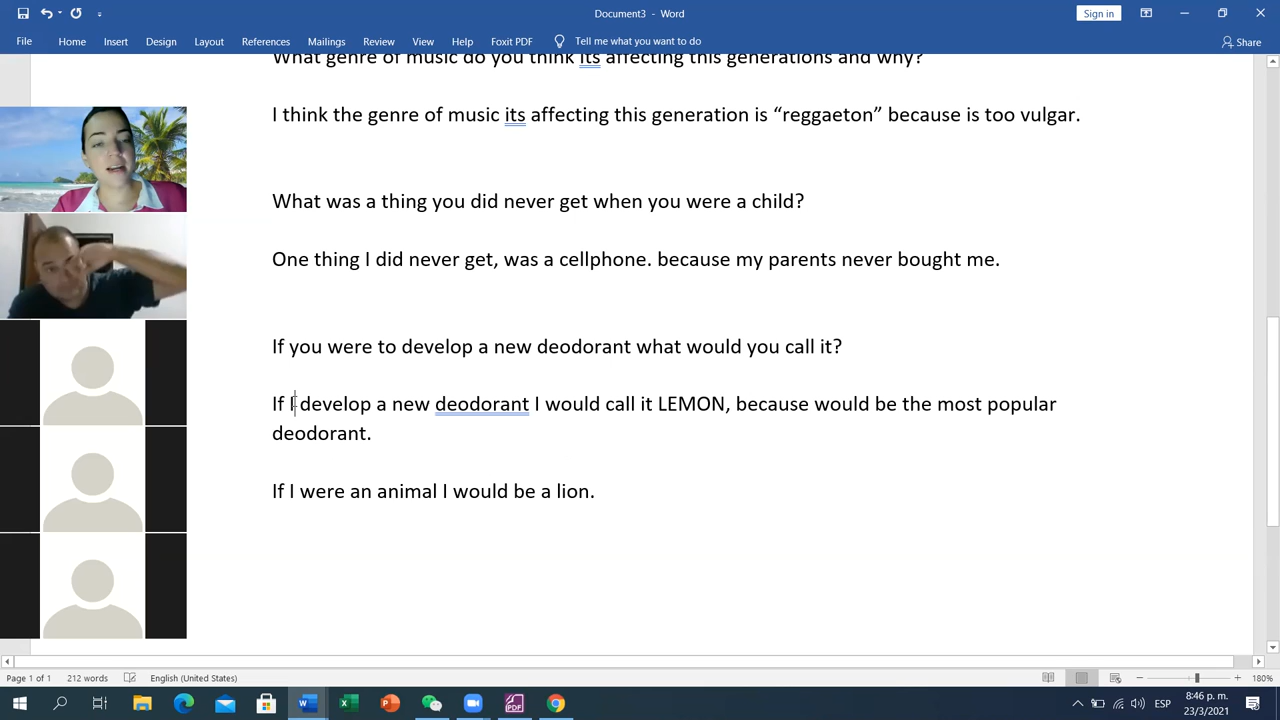 Document3 - Word
Sign in
File Home Insert Design Layout References Mailings Review View Help Foxit PDF Tell me what you want to do Share
What genre of music do you think its affecting this generations and why?
I think the genre of music its affecting this generation is “reggaeton” because is too vulgar.
What was a thing you did never get when you were a child?
One thing I did never get, was a cellphone. because my parents never bought me.
If you were to develop a new deodorant what would you call it?
If I develop a new deodorant I would call it LEMON, because would be the most popular
deodorant.
If I were an animal I would be a lion.
Page 1 of 1 212 words English (United States) 180%
ESP 8:46 p. m.
23/3/2021